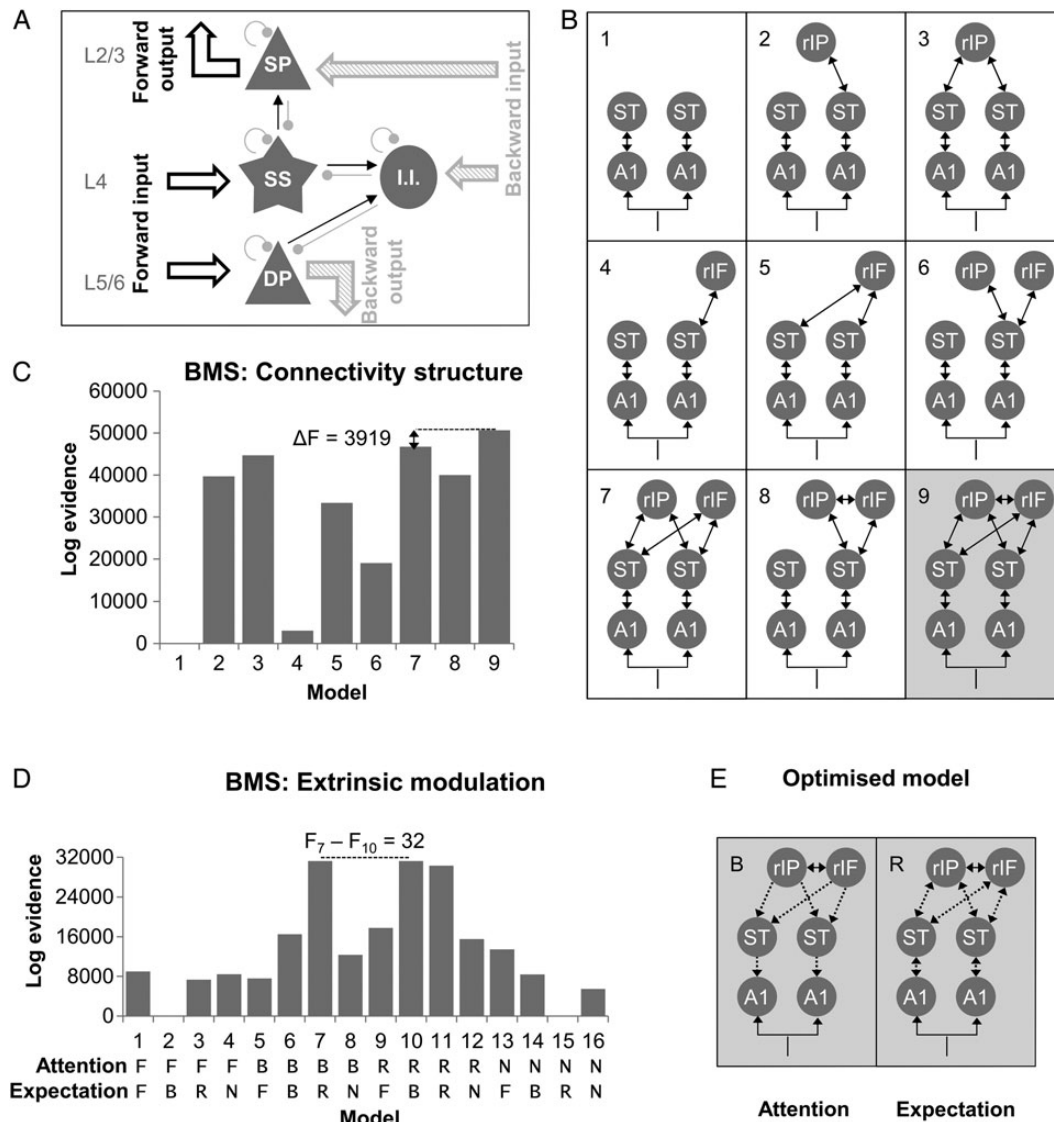 A
L2/3
L4
L5/6
Forward output
Forward input
Forward input
SP
SS
I.I.
DP
Backward input
Backward input
Backward output
B
1
ST ST
A1 A1
2
rIP
ST ST
A1 A1
3
rIP
ST ST
A1 A1
4
rIF
ST ST
A1 A1
5
rIF
ST ST
A1 A1
6
rIP rIF
ST ST
A1 A1
7
rIP rIF
ST ST
A1 A1
8
rIP rIF
ST ST
A1 A1
9
rIP rIF
ST ST
A1 A1
C
BMS: Connectivity structure
Log evidence
60000
50000
40000
30000
20000
10000
0
ΔF = 3919
1 2 3 4 5 6 7 8 9
Model
D
BMS: Extrinsic modulation
Log evidence
32000
24000
16000
8000
0
F7 – F10 = 32
1 2 3 4 5 6 7 8 9 10 11 12 13 14 15 16
Attention F F F F B B B B R R R R N N N N
Expectation F B R N F B R N F B R N F B R N
Model
E
Optimised model
B
rIP rIF
ST ST
A1 A1
R
rIP rIF
ST ST
A1 A1
Attention Expectation